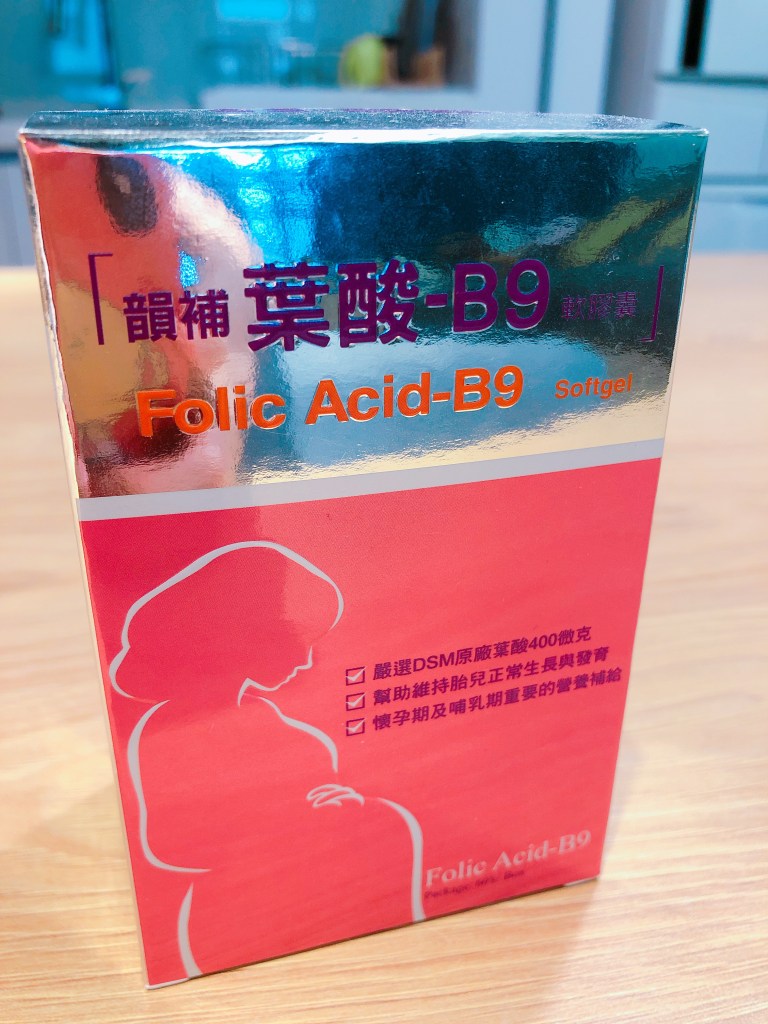 「韻補 葉酸-B9 軟膠囊」
Folic Acid-B9 Softgel
嚴選DSM原廠葉酸400微克
幫助維持胎兒正常生長與發育
懷孕期及哺乳期重要的營養補給
Folic Acid-B9